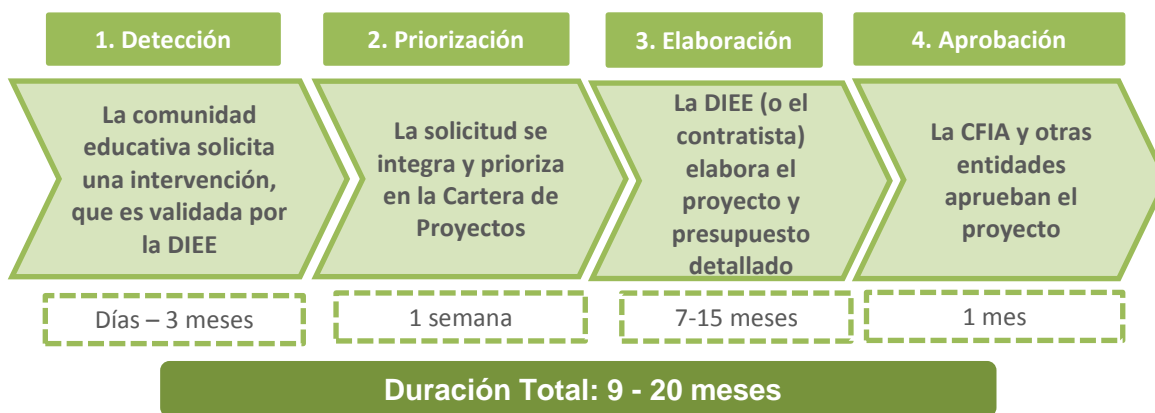 1. Detección
2. Priorización
3. Elaboración
4. Aprobación
La comunidad
educativa solicita
una intervención,
que es validada por
la DIEE
La solicitud se
integra y prioriza
en la Cartera de
Proyectos
La DIEE (o el
contratista)
elabora el
proyecto y
presupuesto
detallado
La CFIA y otras
entidades
aprueban el
proyecto
Días – 3 meses
1 semana
7-15 meses
1 mes
Duración Total: 9 - 20 meses